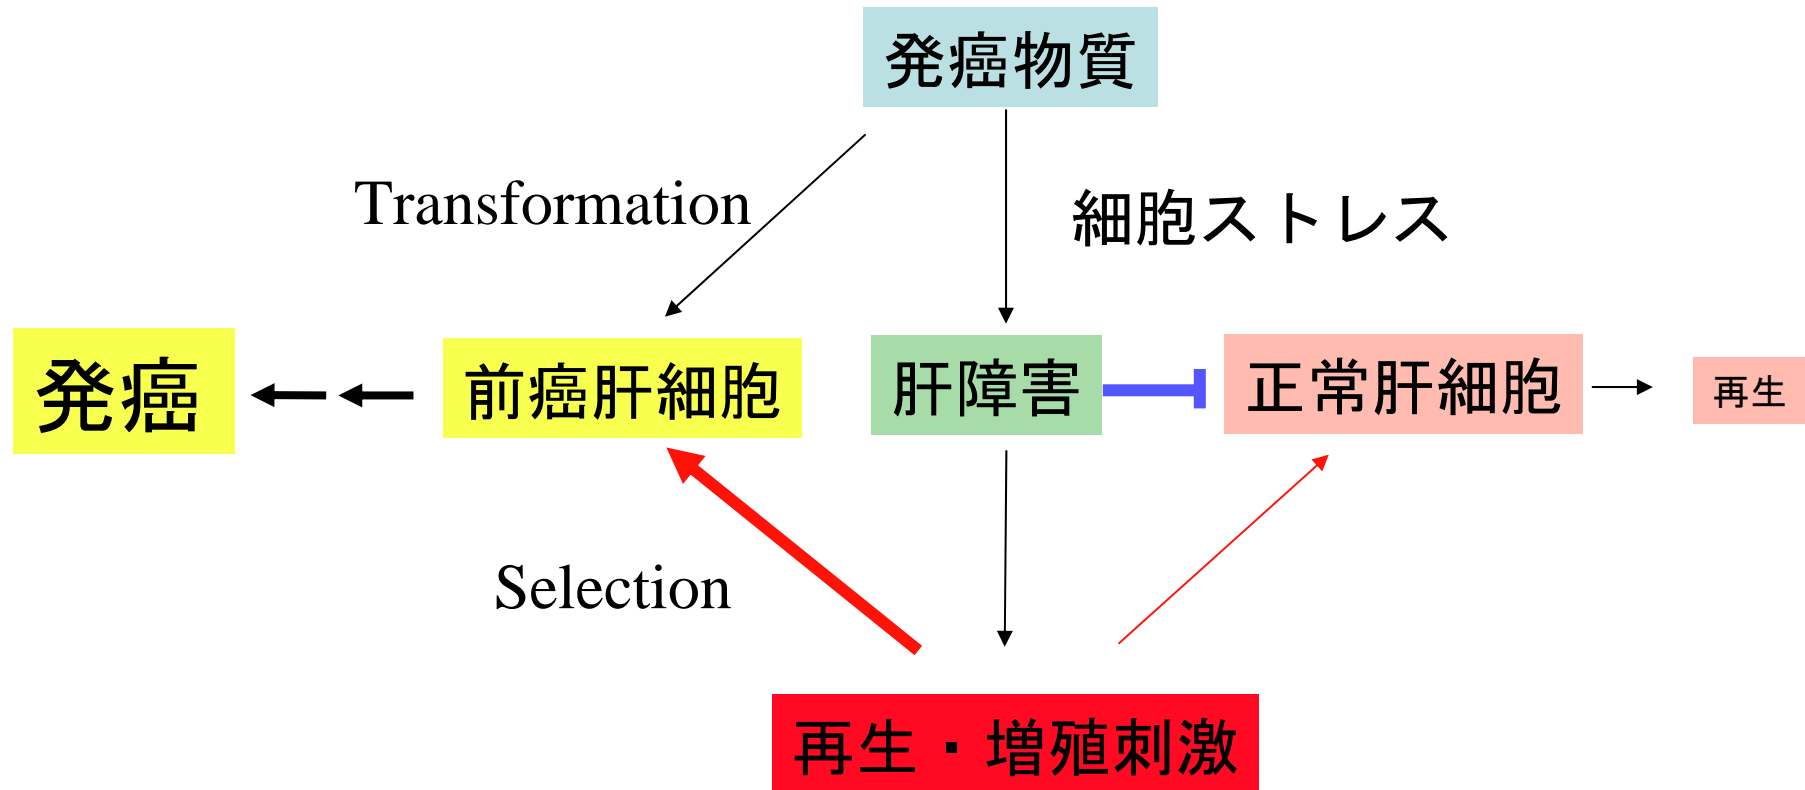 発癌物質
Transformation
細胞ストレス
発癌
前癌肝細胞
肝障害
正常肝細胞
再生
Selection
再生・増殖刺激